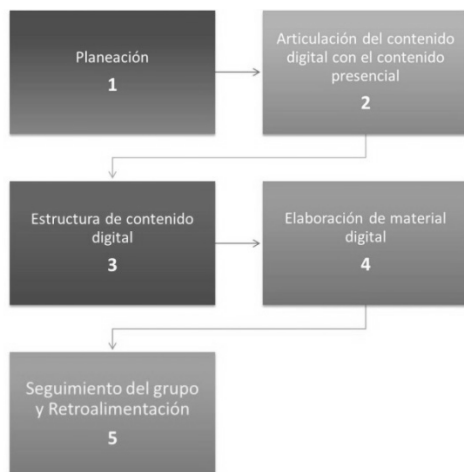 Planeación
1
Articulación del contenido
digital con el contenido
presencial
2
Estructura de contenido
digital
3
Elaboración de material
digital
4
Seguimiento del grupo
y Retroalimentación
5